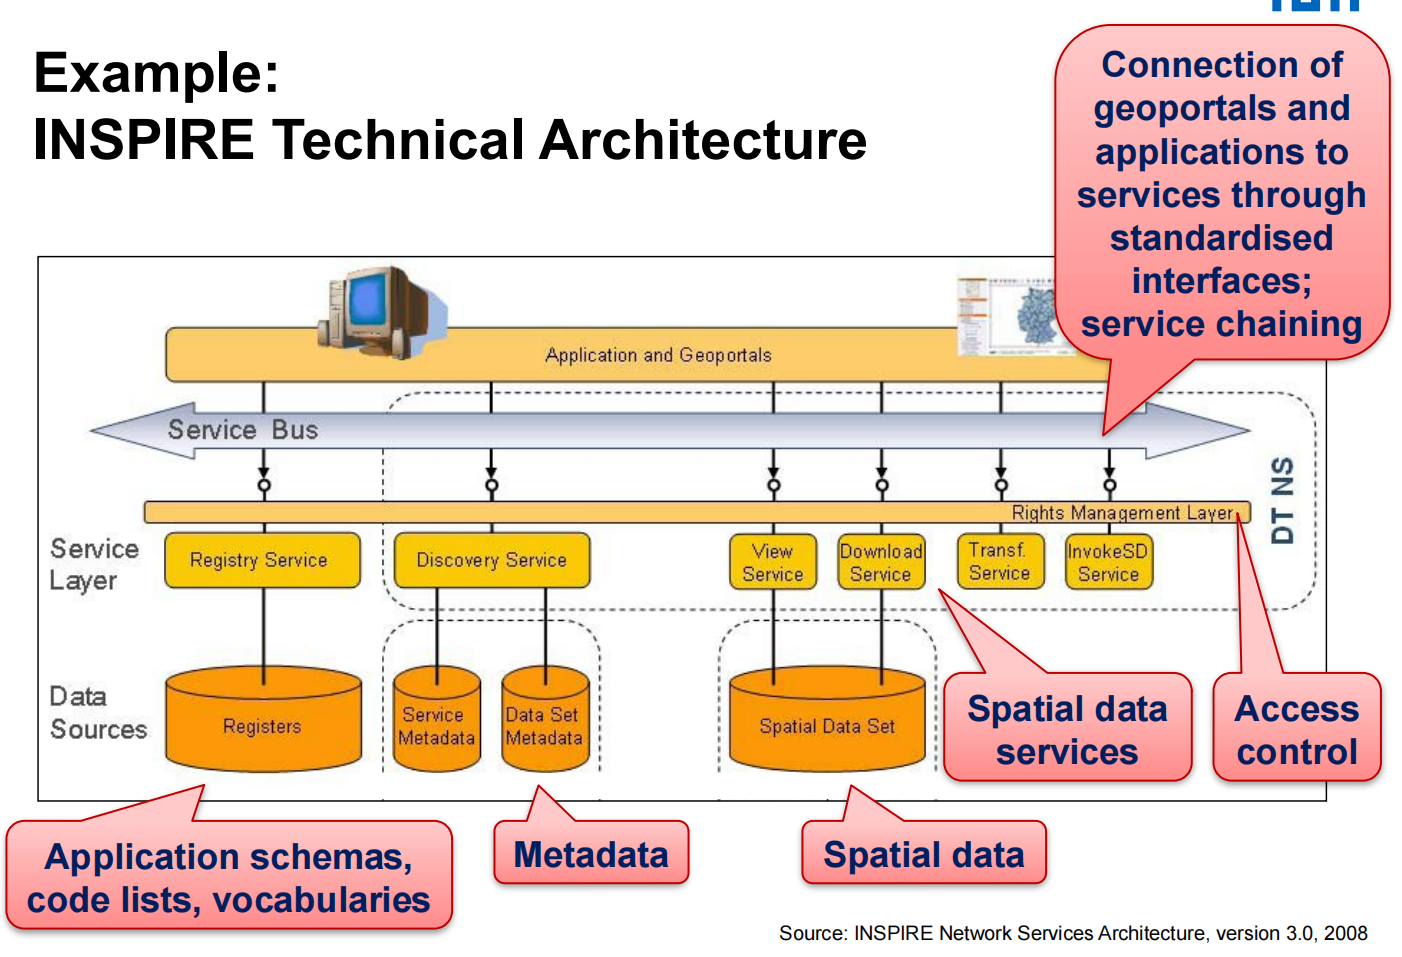 Example:
INSPIRE Technical Architecture
Connection of
geoportals and
applications to
services through
standardised
interfaces;
service chaining
Application and Geoportals
Service Bus
DT NS
Rights Management Layer
Service
Layer
Registry Service
Discovery Service
View
Service
Download
Service
Transf.
Service
InvokeSD
Service
Data
Sources
Registers
Service
Metadata
Data Set
Metadata
Spatial Data Set
Spatial data
services
Access
control
Application schemas,
code lists, vocabularies
Metadata
Spatial data
Source: INSPIRE Network Services Architecture, version 3.0, 2008